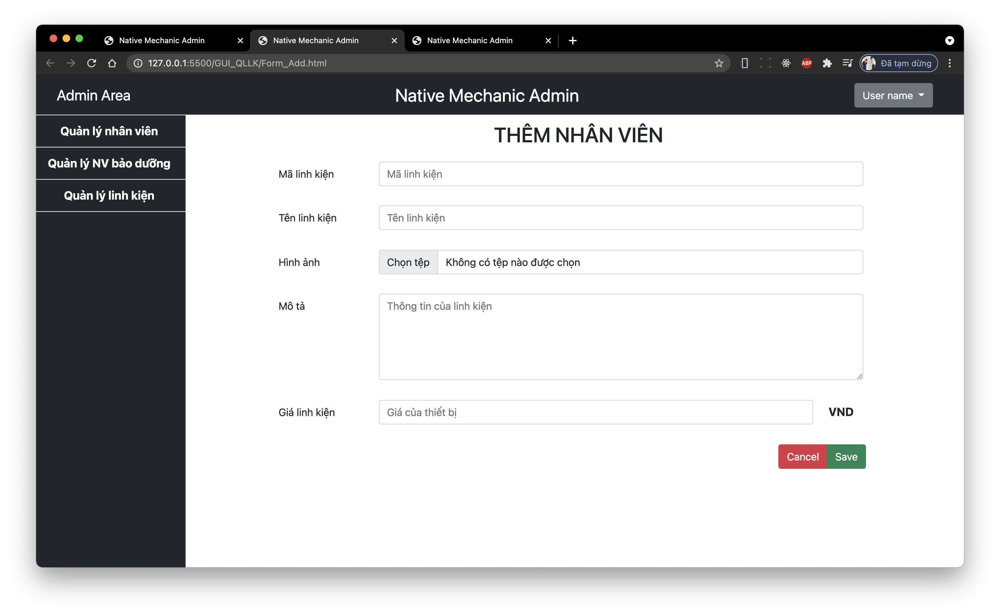 Native Mechanic Admin
Native Mechanic Admin
Native Mechanic Admin
127.0.0.1:5500/GUI_QLLK/Form_Add.html
ABP
Đã tạm dừng
Admin Area
Native Mechanic Admin
User name
Quản lý nhân viên
Quản lý NV bảo dưỡng
Quản lý linh kiện
THÊM NHÂN VIÊN
Mã linh kiện
Mã linh kiện
Tên linh kiện
Tên linh kiện
Hình ảnh
Chọn tệp
Không có tệp nào được chọn
Mô tả
Thông tin của linh kiện
Giá linh kiện
Giá của thiết bị
VND
Cancel
Save